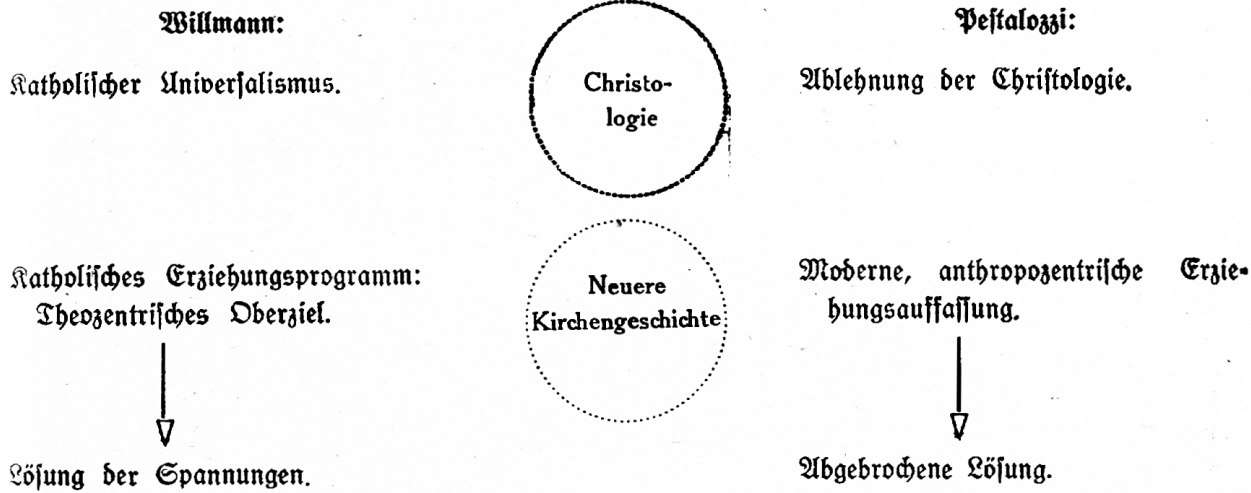 Willmann:
Katholischer Universalismus.
Christo-
logie
Pestalozzi:
Ablehnung der Christologie.
Katholisches Erziehungsprogramm:
Theozentrisches Oberziel.
Neuere
Kirchengeschichte
Moderne, anthropozentrische Erzie-
hungsauffassung.
Lösung der Spannungen.
Abgebrochene Lösung.